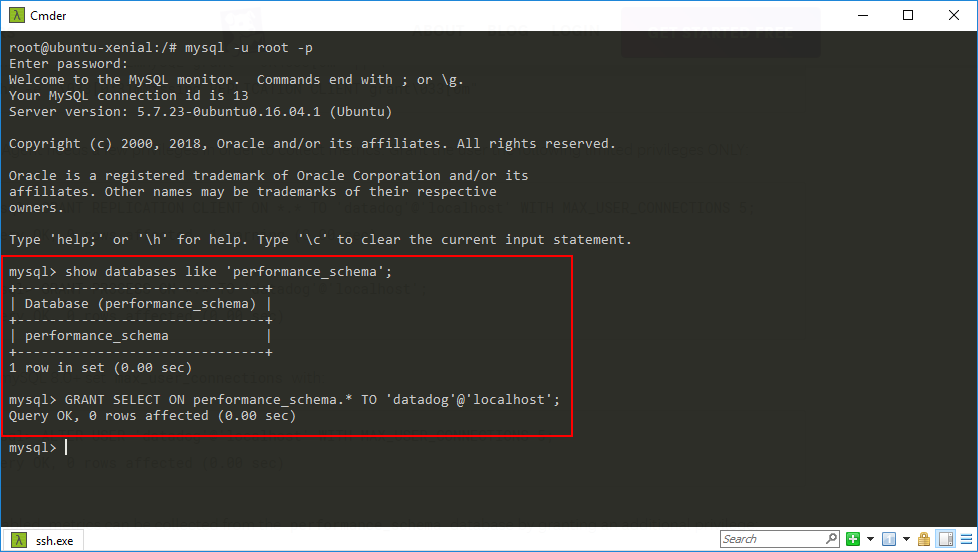 Cmder
root@ubuntu-xenial:/# mysql -u root -p
Enter password:
Welcome to the MySQL monitor.  Commands end with ; or \g.
Your MySQL connection id is 13
Server version: 5.7.23-0ubuntu0.16.04.1 (Ubuntu)
Copyright (c) 2000, 2018, Oracle and/or its affiliates. All rights reserved.
Oracle is a registered trademark of Oracle Corporation and/or its
affiliates. Other names may be trademarks of their respective
owners.
Type 'help;' or '\h' for help. Type '\c' to clear the current input statement.
mysql> show databases like 'performance_schema';
+-------------------------------+
| Database (performance_schema) |
+-------------------------------+
| performance_schema            |
+-------------------------------+
1 row in set (0.00 sec)
mysql> GRANT SELECT ON performance_schema.* TO 'datadog'@'localhost';
Query OK, 0 rows affected (0.00 sec)
mysql>
ssh.exe
Search